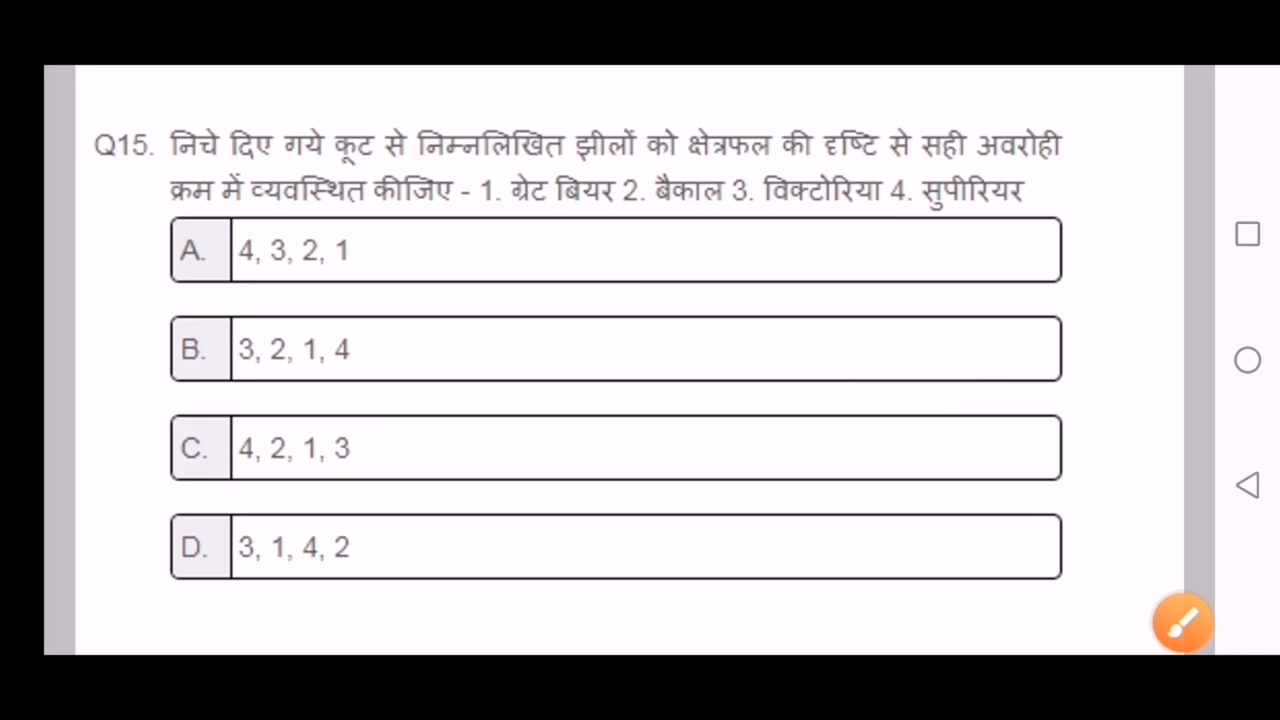 Q15. निचे दिए गये कूट से निम्नलिखित झीलों को क्षेत्रफल की दृष्टि से सही अवरोही
क्रम में व्यवस्थित कीजिए - 1. ग्रेट बियर 2. बैकाल 3. विक्टोरिया 4. सुपीरियर
A. 4, 3, 2, 1
B. 3, 2, 1, 4
C. 4, 2, 1, 3
D. 3, 1, 4, 2